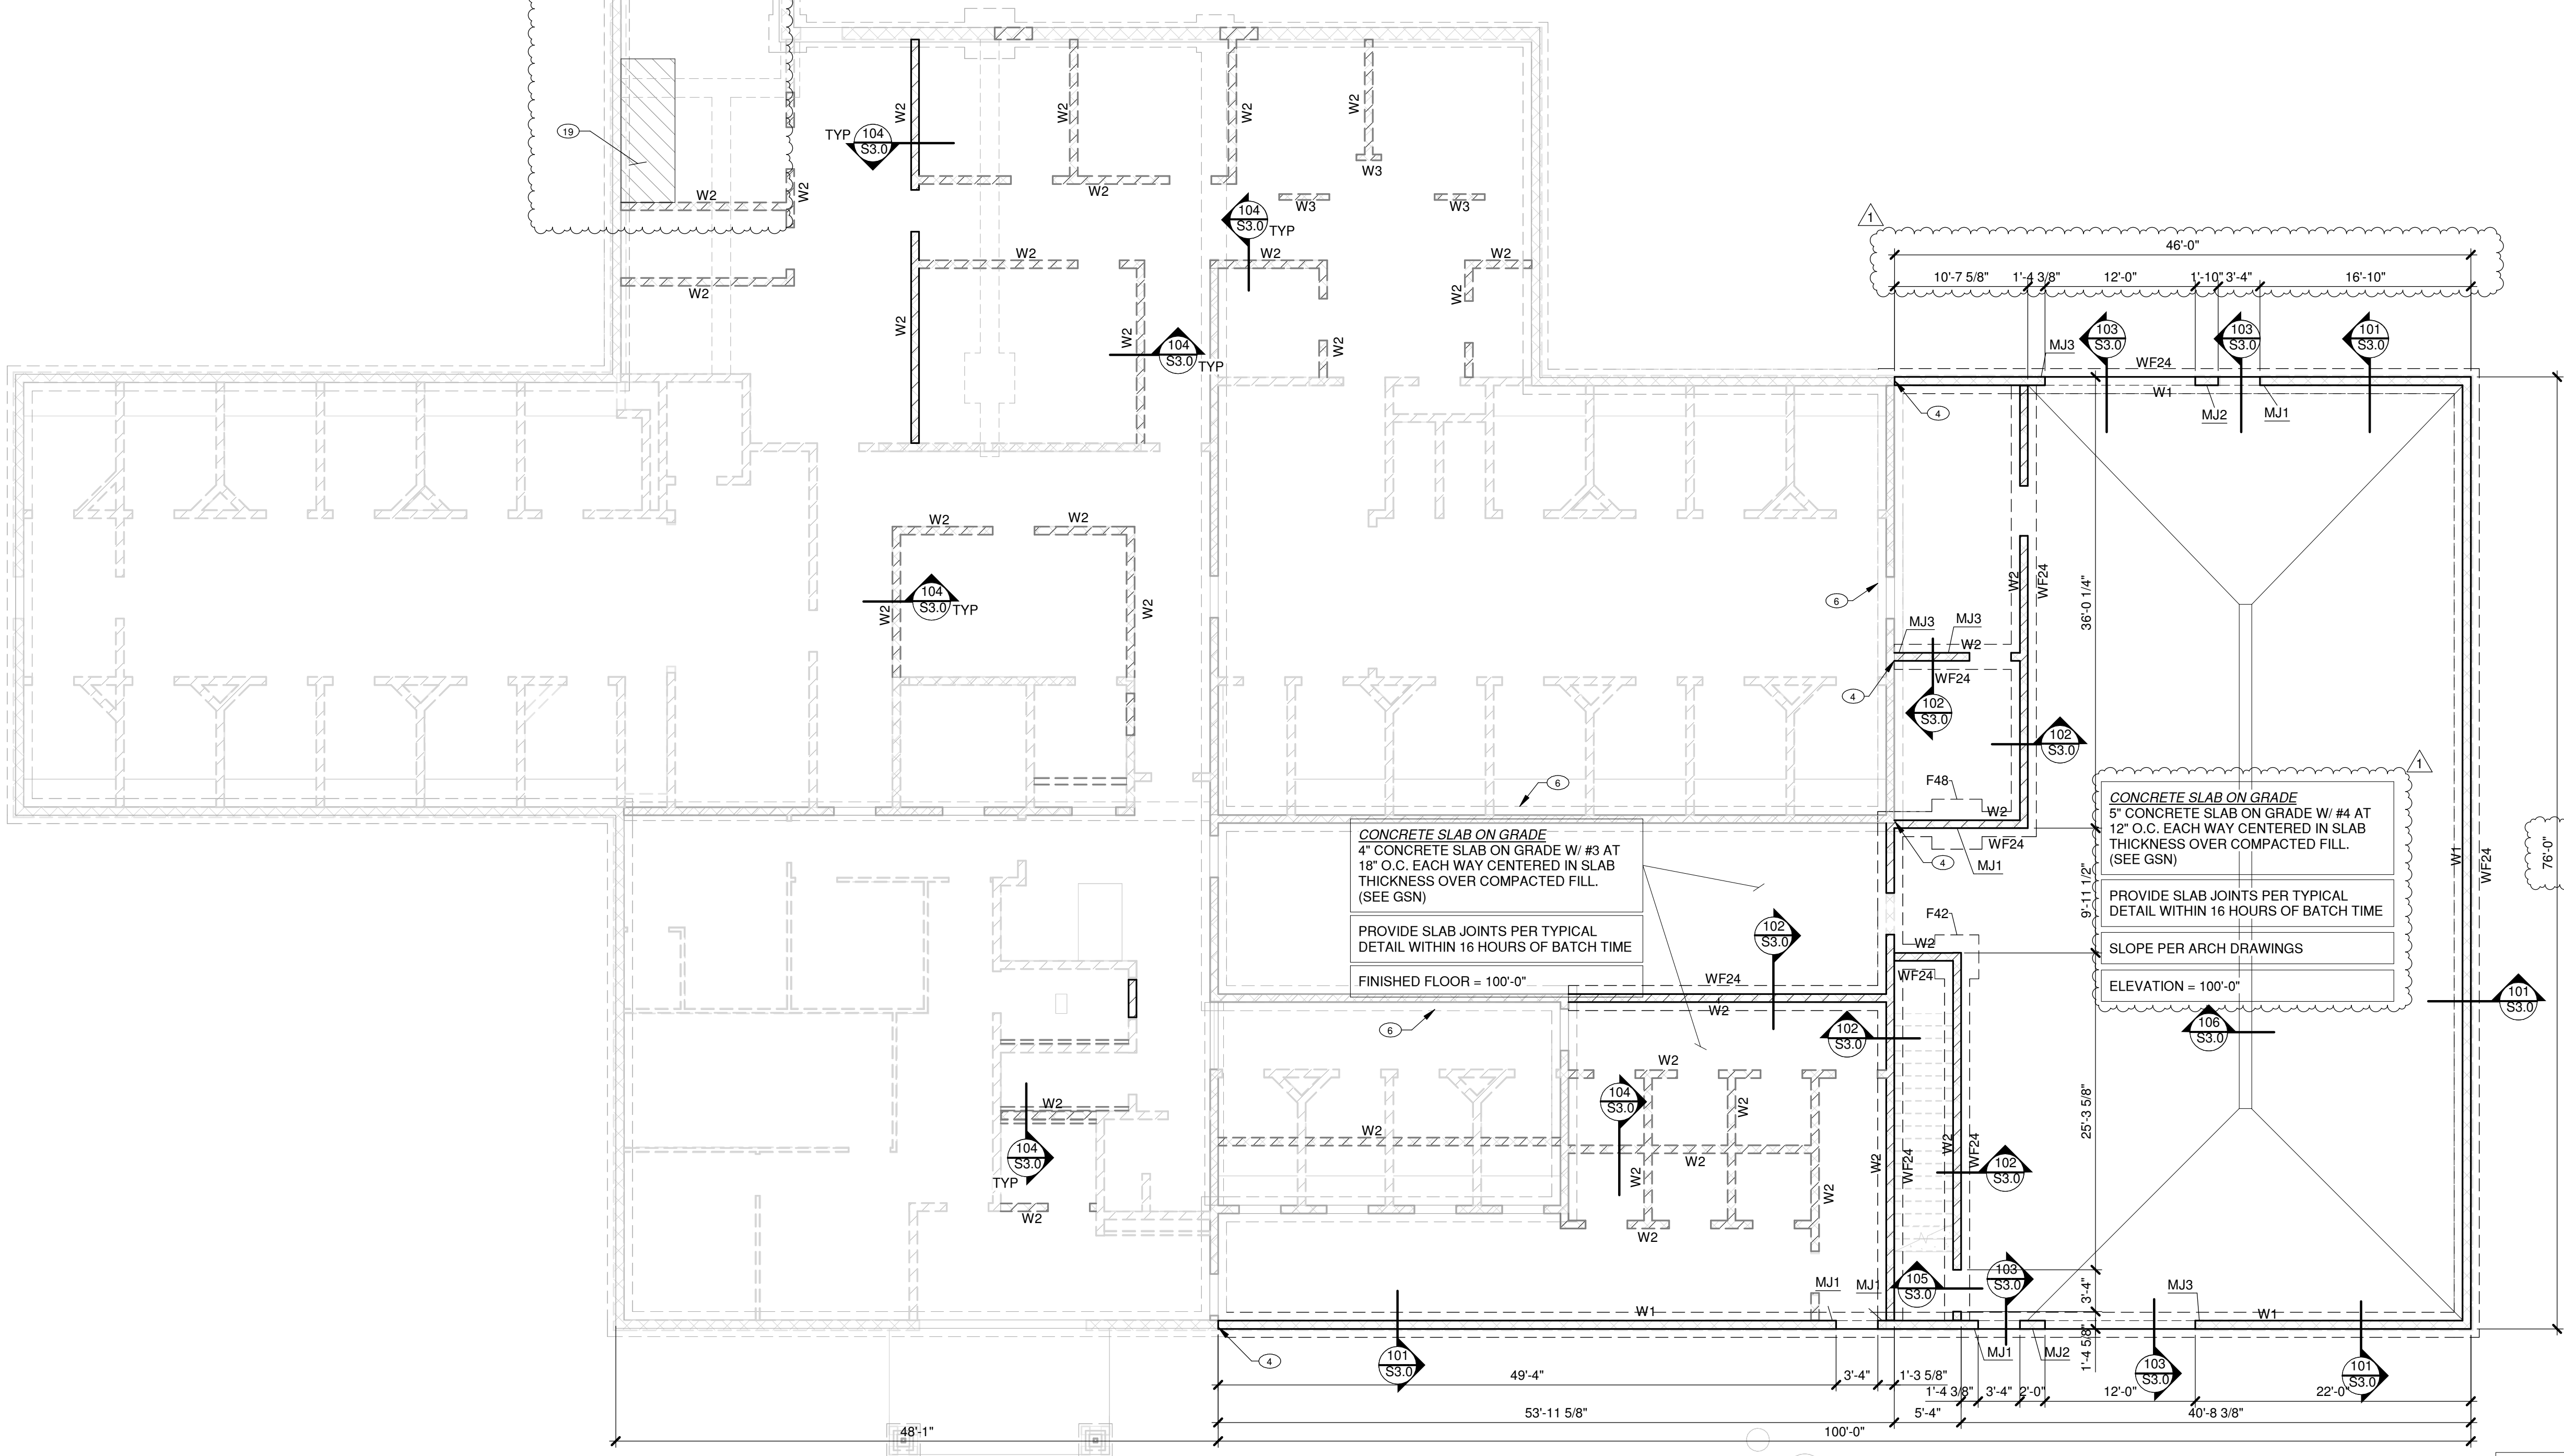 19
TYP
104
S3.0
W2
W2
W2
W2
W3
W2
W2
W2
W3
W3
104
S3.0
TYP
W2
W2
W2
W2
W2
W2
W2
W2
W2
104
S3.0
TYP
1
46'-0"
10'-7 5/8"
1'-4 3/8"
12'-0"
1'-10"
3'-4"
16'-10"
103
S3.0
103
S3.0
101
S3.0
MJ3
WF24
W1
MJ2
MJ1
4
W2
W2
W2
W2
104
S3.0
TYP
6
W2
WF24
36'-0 1/4"
MJ3
MJ3
W2
WF24
4
102
S3.0
102
S3.0
6
F48
W2
WF24
4
MJ1
CONCRETE SLAB ON GRADE
4" CONCRETE SLAB ON GRADE W/ #3 AT
18" O.C. EACH WAY CENTERED IN SLAB
THICKNESS OVER COMPACTED FILL.
(SEE GSN)
PROVIDE SLAB JOINTS PER TYPICAL
DETAIL WITHIN 16 HOURS OF BATCH TIME
FINISHED FLOOR = 100'-0"
1
CONCRETE SLAB ON GRADE
5" CONCRETE SLAB ON GRADE W/ #4 AT
12" O.C. EACH WAY CENTERED IN SLAB
THICKNESS OVER COMPACTED FILL.
(SEE GSN)
PROVIDE SLAB JOINTS PER TYPICAL
DETAIL WITHIN 16 HOURS OF BATCH TIME
SLOPE PER ARCH DRAWINGS
ELEVATION = 100'-0"
W1
WF24
76'-0"
9'-11 1/2"
F42
W2
WF24
102
S3.0
WF24
W2
6
102
S3.0
106
S3.0
101
S3.0
W2
W2
104
S3.0
W2
W2
W2
W2
W2
W2
104
S3.0
TYP
W2
W2
W2
WF24
W2
WF24
102
S3.0
25'-3 5/8"
105
S3.0
103
S3.0
MJ1
MJ1
W1
MJ3
W1
3'-4"
1'-4 5/8"
4
101
S3.0
MJ1
MJ2
103
S3.0
101
S3.0
49'-4"
3'-4"
1'-3 5/8"
1'-4 3/8"
3'-4"
2'-0"
12'-0"
22'-0"
53'-11 5/8"
5'-4"
40'-8 3/8"
48'-1"
100'-0"